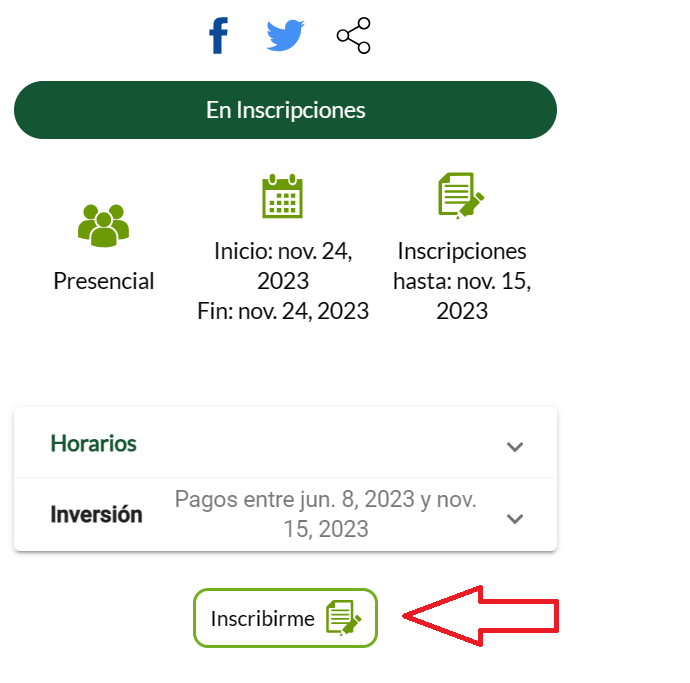 En Inscripciones
Presencial
Inicio: nov. 24,
2023
Fin: nov. 24, 2023
Inscripciones
hasta: nov. 15,
2023
Horarios
Inversión
Pagos entre jun. 8, 2023 y nov.
15, 2023
Inscribirme